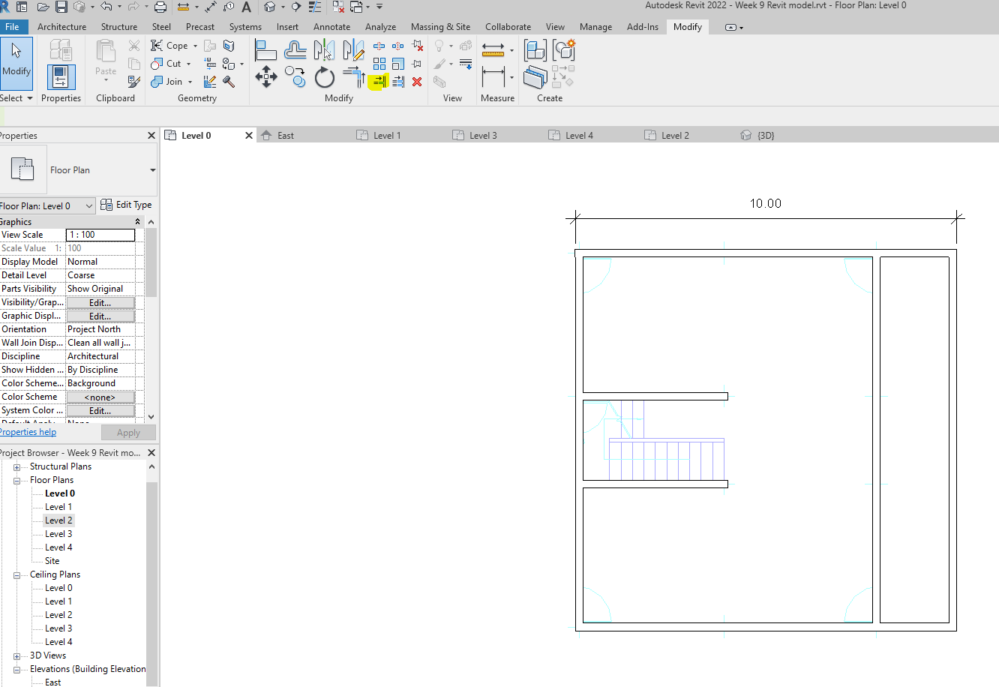 Autodesk Revit 2022 - Week 9 Revit model.rvt - Floor Plan: Level 0
File Architecture Structure Steel Precast Systems Insert Annotate Analyze Massing & Site Collaborate View Manage Add-Ins Modify
Modify
Paste
Cope
Cut
Join
Select Properties Clipboard Geometry Modify View Measure Create
Properties
Level 0 East Level 1 Level 3 Level 4 Level 2 {3D}
Floor Plan
Floor Plan: Level 0 Edit Type
Graphics
View Scale 1 : 100
Scale Value 1: 100
Display Model Normal
Detail Level Coarse
Parts Visibility Show Original
Visibility/Grap... Edit...
Graphic Displ... Edit...
Orientation Project North
Wall Join Disp... Clean all wall j...
Discipline Architectural
Show Hidden ... By Discipline
Color Scheme... Background
Color Scheme <none>
System Color ... Edit...
Properties help Apply
Project Browser - Week 9 Revit mo...
Structural Plans
Floor Plans
Level 0
Level 1
Level 2
Level 3
Level 4
Site
Ceiling Plans
Level 0
Level 1
Level 2
Level 3
Level 4
3D Views
Elevations (Building Elevation
East
10.00